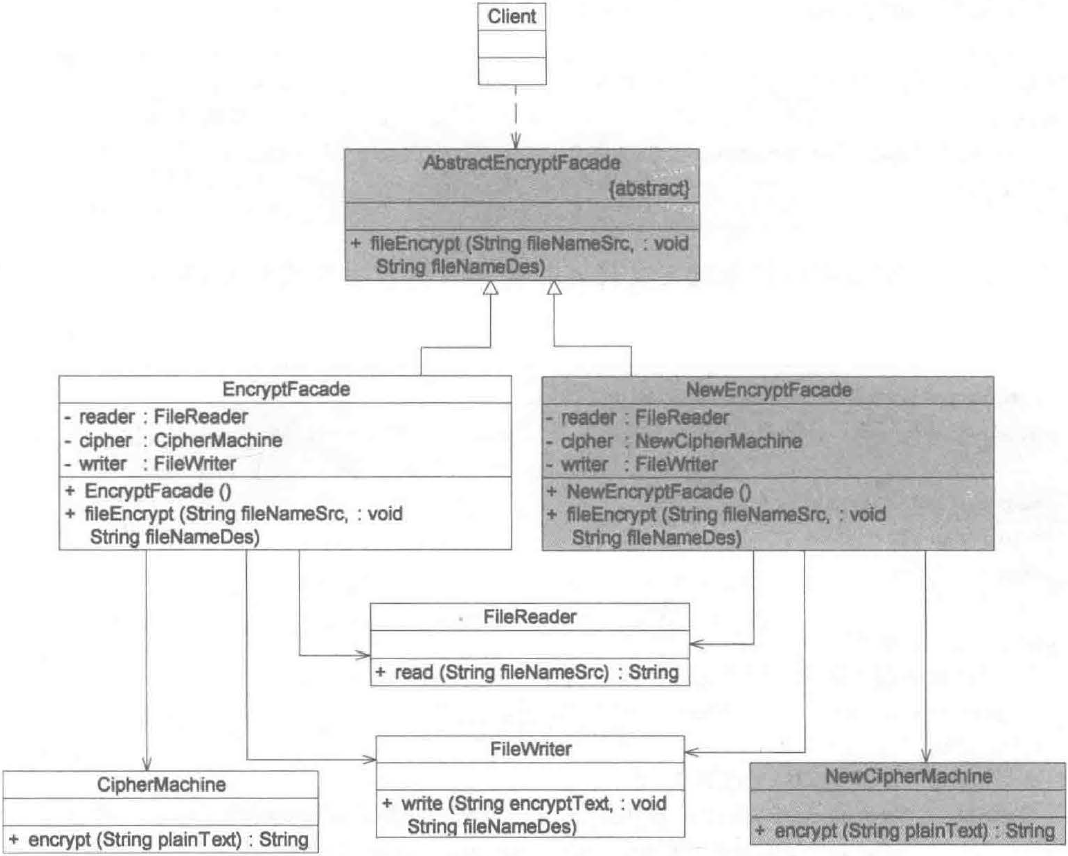 Client
AbstractEncryptFacade
{abstract}
+ fileEncrypt (String fileNameSrc, : void
String fileNameDes)
EncryptFacade
- reader : FileReader
- cipher : CipherMachine
- writer : FileWriter
+ EncryptFacade ()
+ fileEncrypt (String fileNameSrc, : void
String fileNameDes)
NewEncryptFacade
- reader : FileReader
- cipher : NewCipherMachine
- writer : FileWriter
+ NewEncryptFacade ()
+ fileEncrypt (String fileNameSrc, : void
String fileNameDes)
FileReader
+ read (String fileNameSrc) : String
FileWriter
+ write (String encryptText, : void
String fileNameDes)
CipherMachine
+ encrypt (String plainText) : String
NewCipherMachine
+ encrypt (String plainText) : String